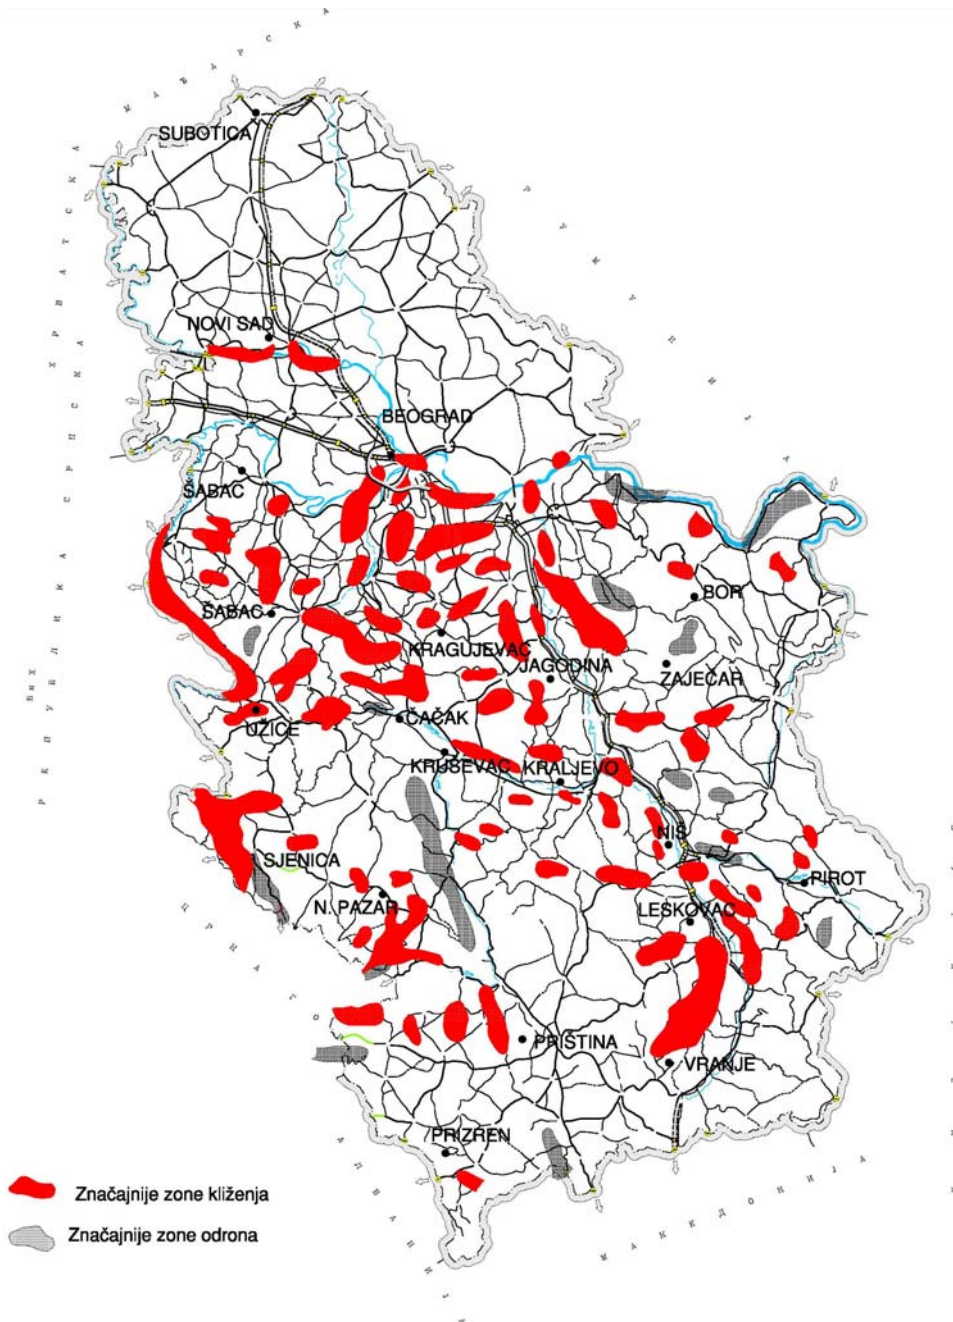 М А Ђ А Р С К А
SUBOTICA
Х Р В А Т С К А
Р У М У Н И Ј А
NOVI SAD
BEOGRAD
ŠABAC
BOR
ŠABAC
KRAGUJEVAC
JAGODINA
ZAJEČAR
БиХ
ČAČAK
UŽICE
KRUŠEVAC
KRALJEVO
NIŠ
SJENICA
PIROT
N. PAZAR
LESKOVAC
PRIŠTINA
VRANJE
PRIZREN
Značajnije zone kliženja
Značajnije zone odrona